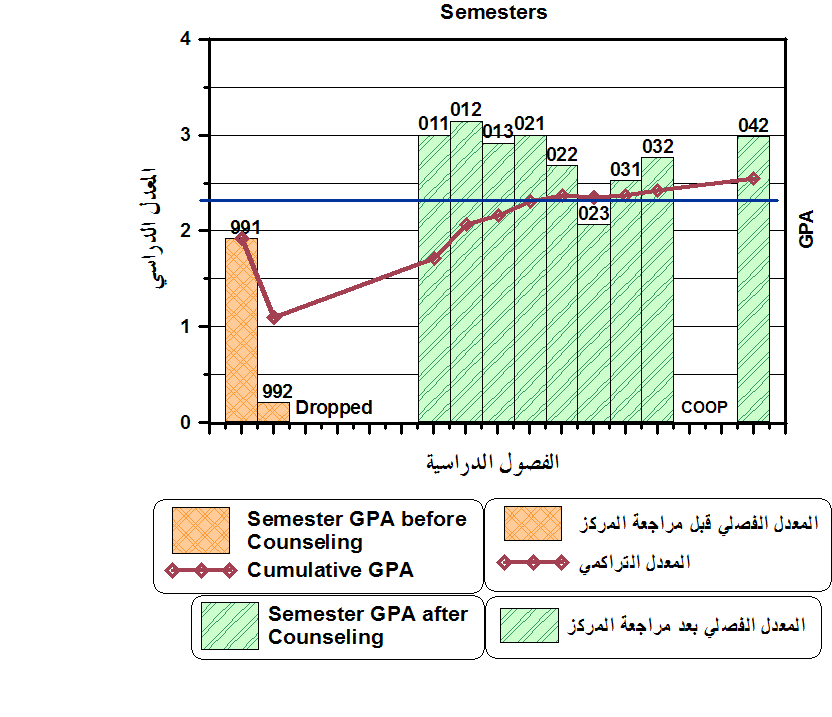 Semesters
4
3
2
1
0
المعدل الدراسي
GPA
991
992
Dropped
011
012
013
021
022
023
031
032
COOP
042
الفصول الدراسية
Semester GPA before
Counseling
Cumulative GPA
المعدل الفصلي قبل مراجعة المركز
المعدل التراكمي
Semester GPA after
Counseling
المعدل الفصلي بعد مراجعة المركز